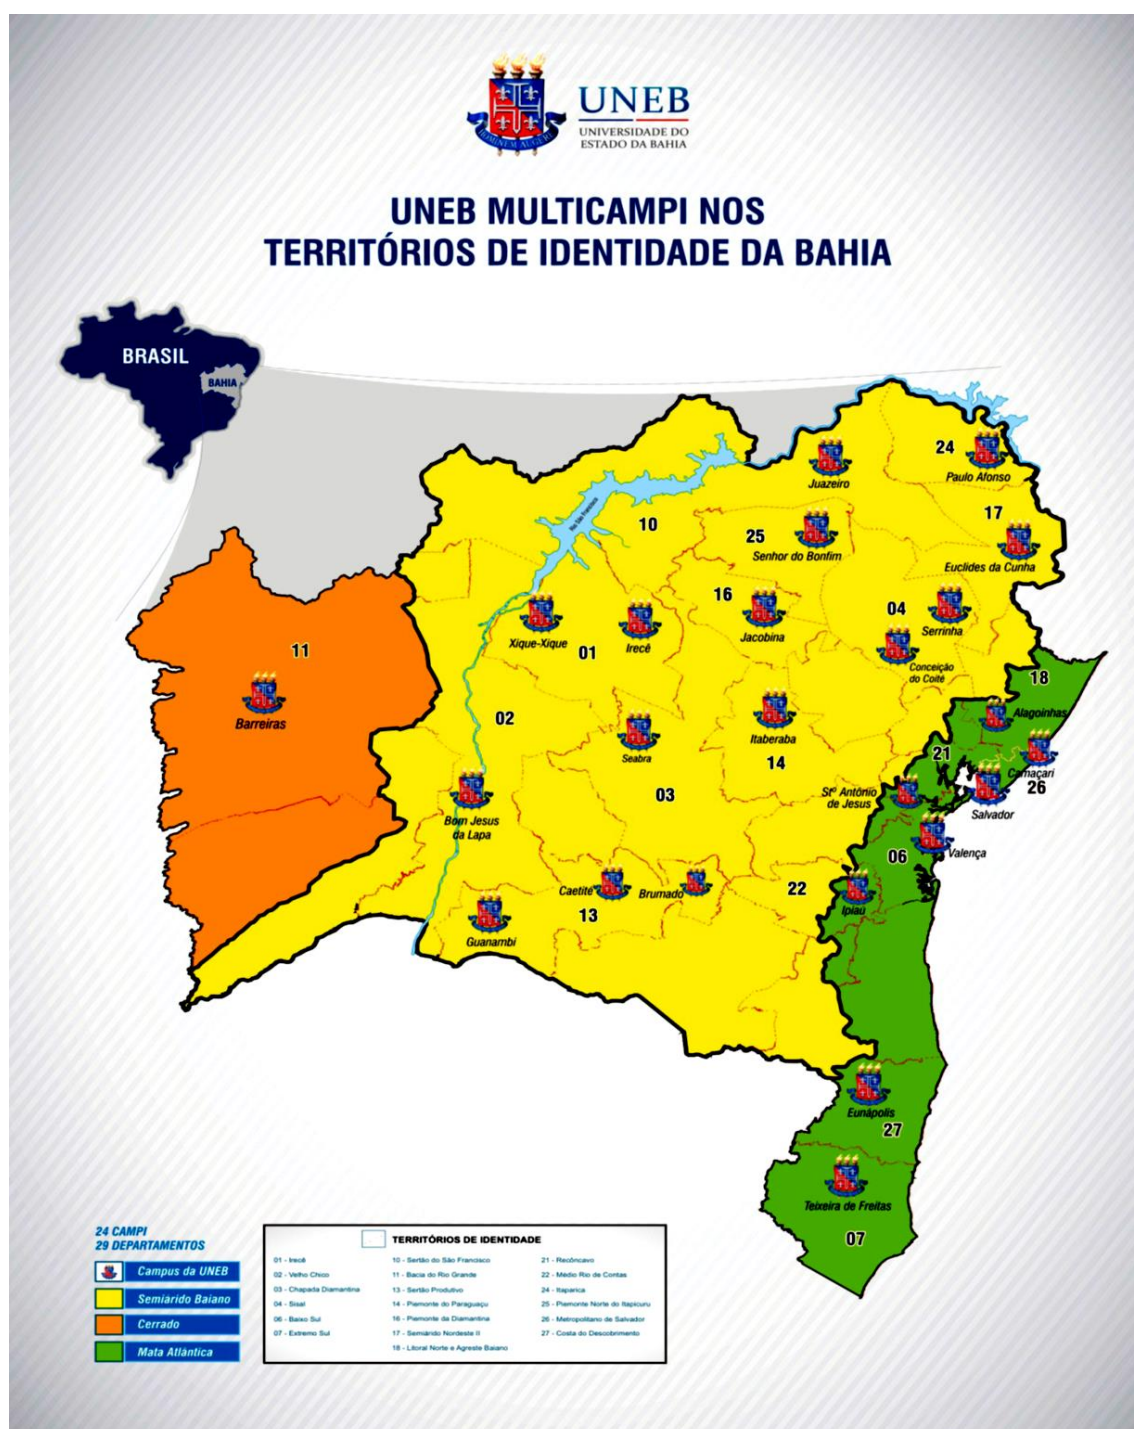 HOMINEM AUGERE
UNEB
UNIVERSIDADE DO
ESTADO DA BAHIA
UNEB MULTICAMPI NOS
TERRITÓRIOS DE IDENTIDADE DA BAHIA
BRASIL
BAHIA
24
Paulo Afonso
Juazeiro
17
Rio São Francisco
10
25
Senhor do Bonfim
Euclides da Cunha
16
Jacobina
04
Serrinha
Xique-Xique
Irecê
01
Conceição
do Coité
11
Barreiras
18
Alagoinhas
02
Seabra
Itaberaba
14
21
Camaçari
26
Bom Jesus
da Lapa
03
Stº Antônio
de Jesus
Salvador
Valença
06
Caetité
Brumado
22
Ipiaú
13
Guanambi
Eunápolis
27
Teixeira de Freitas
07
24 CAMPI
29 DEPARTAMENTOS
Campus da UNEB
Semiárido Baiano
Cerrado
Mata Atlântica
TERRITÓRIOS DE IDENTIDADE
01 - Irecê
02 - Velho Chico
03 - Chapada Diamantina
04 - Sisal
06 - Baixo Sul
07 - Extremo Sul
10 - Sertão do São Francisco
11 - Bacia do Rio Grande
13 - Sertão Produtivo
14 - Piemonte do Paraguaçu
16 - Piemonte da Diamantina
17 - Semiárido Nordeste II
18 - Litoral Norte e Agreste Baiano
21 - Recôncavo
22 - Médio Rio de Contas
24 - Itaparica
25 - Piemonte Norte do Itapicuru
26 - Metropolitano de Salvador
27 - Costa do Descobrimento